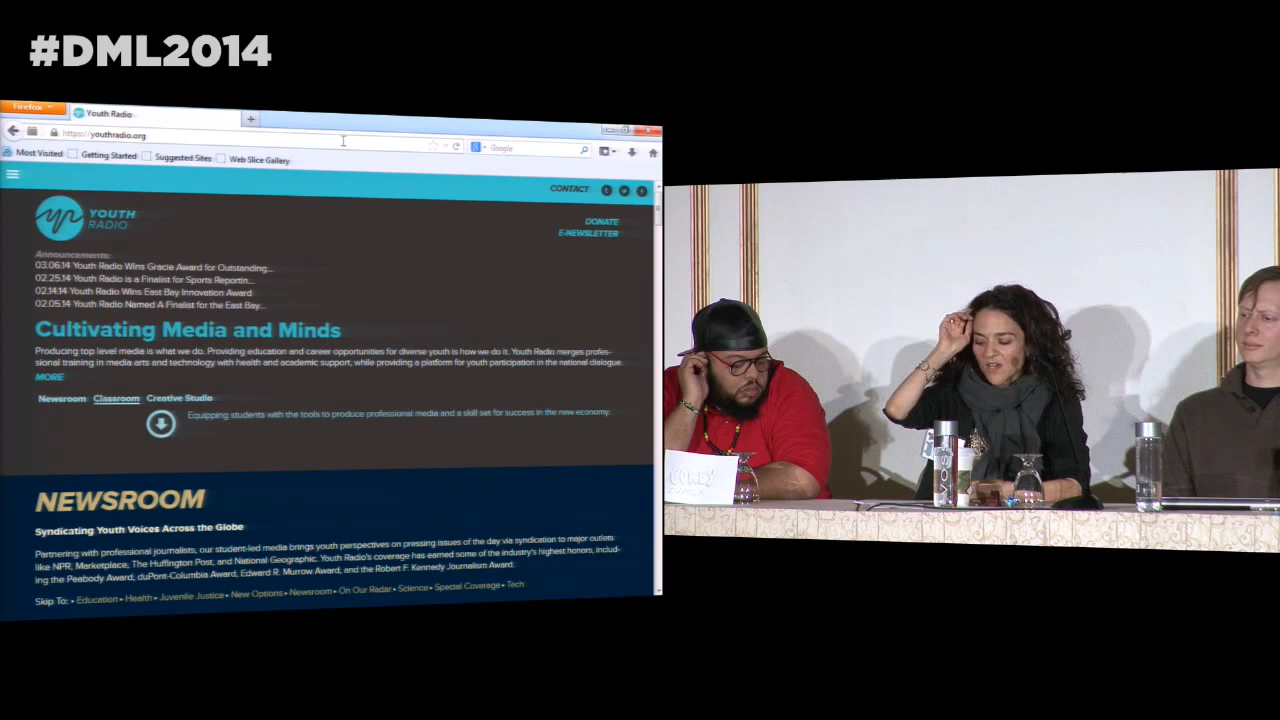 #DML2014
Firefox
Youth Radio
https://youthradio.org
Google
Most Visited
Getting Started
Suggested Sites
Web Slice Gallery
CONTACT
YOUTH
RADIO
DONATE
E-NEWSLETTER
Announcements:
03.06.14 Youth Radio Wins Gracie Award for Outstanding...
02.25.14 Youth Radio is a Finalist for Sports Reportin...
02.14.14 Youth Radio Wins East Bay Innovation Award
02.05.14 Youth Radio Named A Finalist for the East Bay...
Cultivating Media and Minds
Producing top level media is what we do. Providing education and career opportunities for diverse youth is how we do it. Youth Radio merges profes-
sional training in media arts and technology with health and academic support, while providing a platform for youth participation in the national dialogue.
MORE
Newsroom Classroom Creative Studio
Equipping students with the tools to produce professional media and a skill set for success in the new economy.
NEWSROOM
Syndicating Youth Voices Across the Globe
Partnering with professional journalists, our student-led media brings youth perspectives on pressing issues of the day via syndication to major outlets
like NPR, Marketplace, The Huffington Post, and National Geographic. Youth Radio's coverage has earned some of the industry's highest honors, includ-
ing the Peabody Award, duPont-Columbia Award, Edward R. Murrow Award, and the Robert F. Kennedy Journalism Award.
Skip To: • Education • Health • Juvenile Justice • New Options • Newsroom • On Our Radar • Science • Special Coverage • Tech
COREY
ZUMIX
VOSS